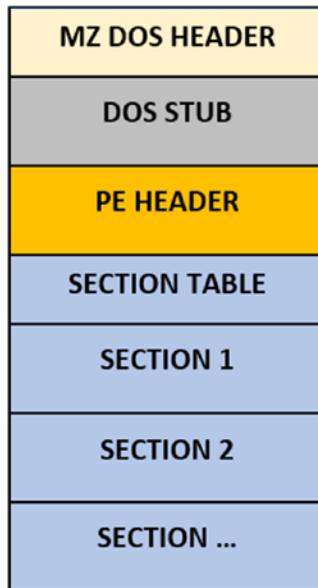 MZ DOS HEADER
DOS STUB
PE HEADER
SECTION TABLE
SECTION 1
SECTION 2
SECTION ...